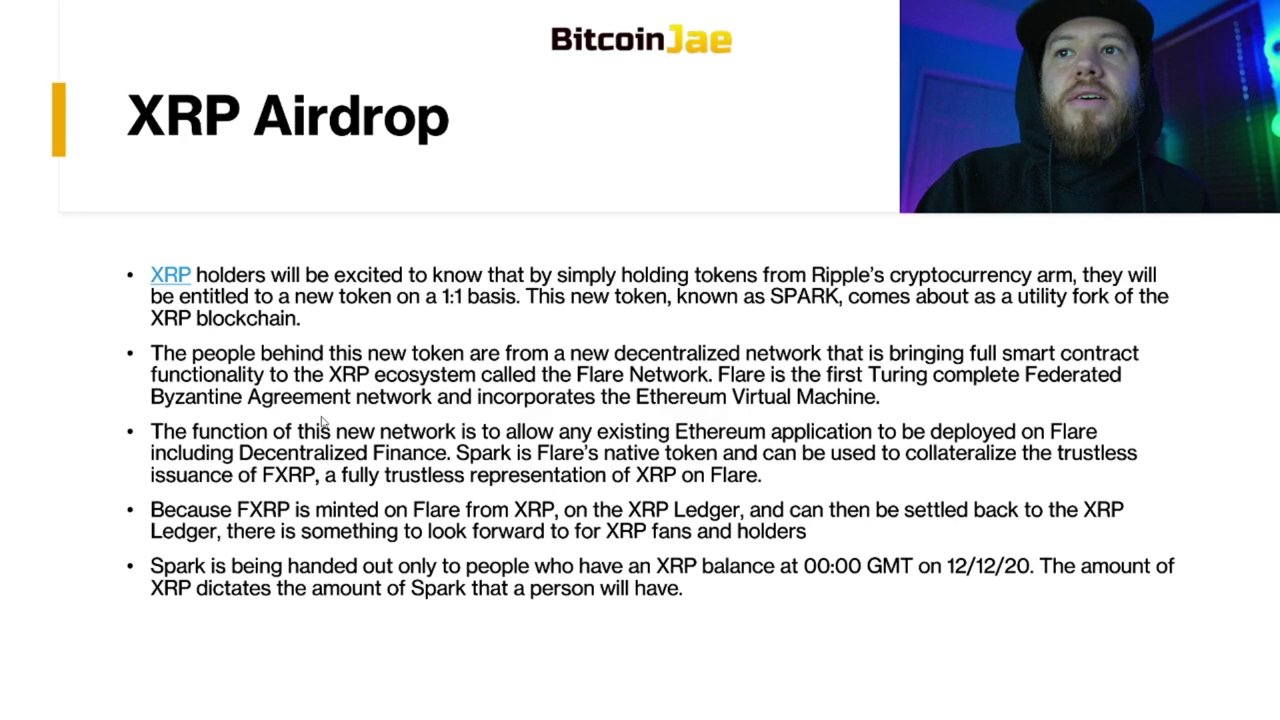 BitcoinJae
XRP Airdrop
• XRP holders will be excited to know that by simply holding tokens from Ripple's cryptocurrency arm, they will
be entitled to a new token on a 1:1 basis. This new token, known as SPARK, comes about as a utility fork of the
XRP blockchain.
• The people behind this new token are from a new decentralized network that is bringing full smart contract
functionality to the XRP ecosystem called the Flare Network. Flare is the first Turing complete Federated
Byzantine Agreement network and incorporates the Ethereum Virtual Machine.
• The function of this new network is to allow any existing Ethereum application to be deployed on Flare
including Decentralized Finance. Spark is Flare's native token and can be used to collateralize the trustless
issuance of FXRP, a fully trustless representation of XRP on Flare.
• Because FXRP is minted on Flare from XRP, on the XRP Ledger, and can then be settled back to the XRP
Ledger, there is something to look forward to for XRP fans and holders
• Spark is being handed out only to people who have an XRP balance at 00:00 GMT on 12/12/20. The amount of
XRP dictates the amount of Spark that a person will have.